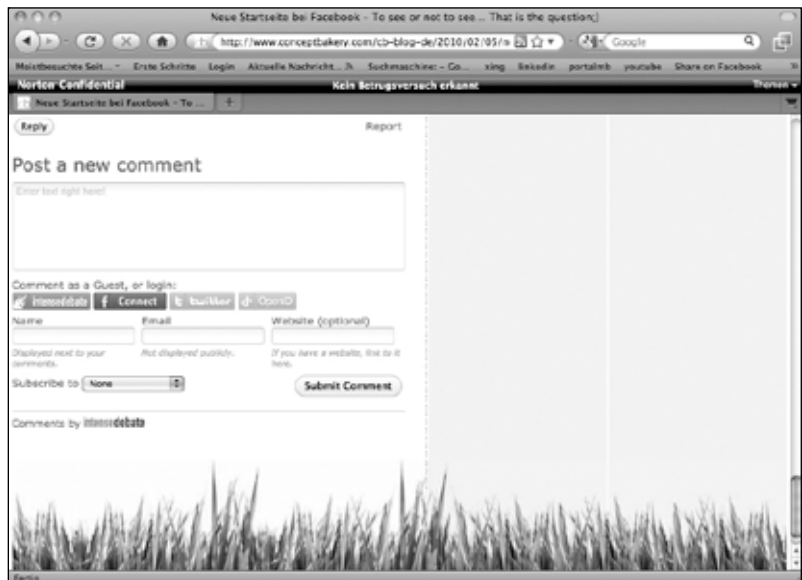 Neue Startseite bei Facebook – To see or not to see... That is the question;)
http://www.conceptbakery.com/cb-blog-de/2010/02/05/n Google
Meistbesuchte Seit... Erste Schritte Login Aktuelle Nachricht... Suchmaschine: - Go... xing linkedin portalmb youtube Share on Facebook
Norton Confidential Kein Betrugsversuch erkannt Themen
Neue Startseite bei Facebook – To ... +
Reply Report
Post a new comment
Enter text right here!
Comment as a Guest, or login:
intensedebate f Connect t twitter OpenID
Name Email Website (optional)
Displayed next to your Not displayed publicly. If you have a website, link to it
comments. here.
Subscribe to None Submit Comment
Comments by intensedebate
Fertig